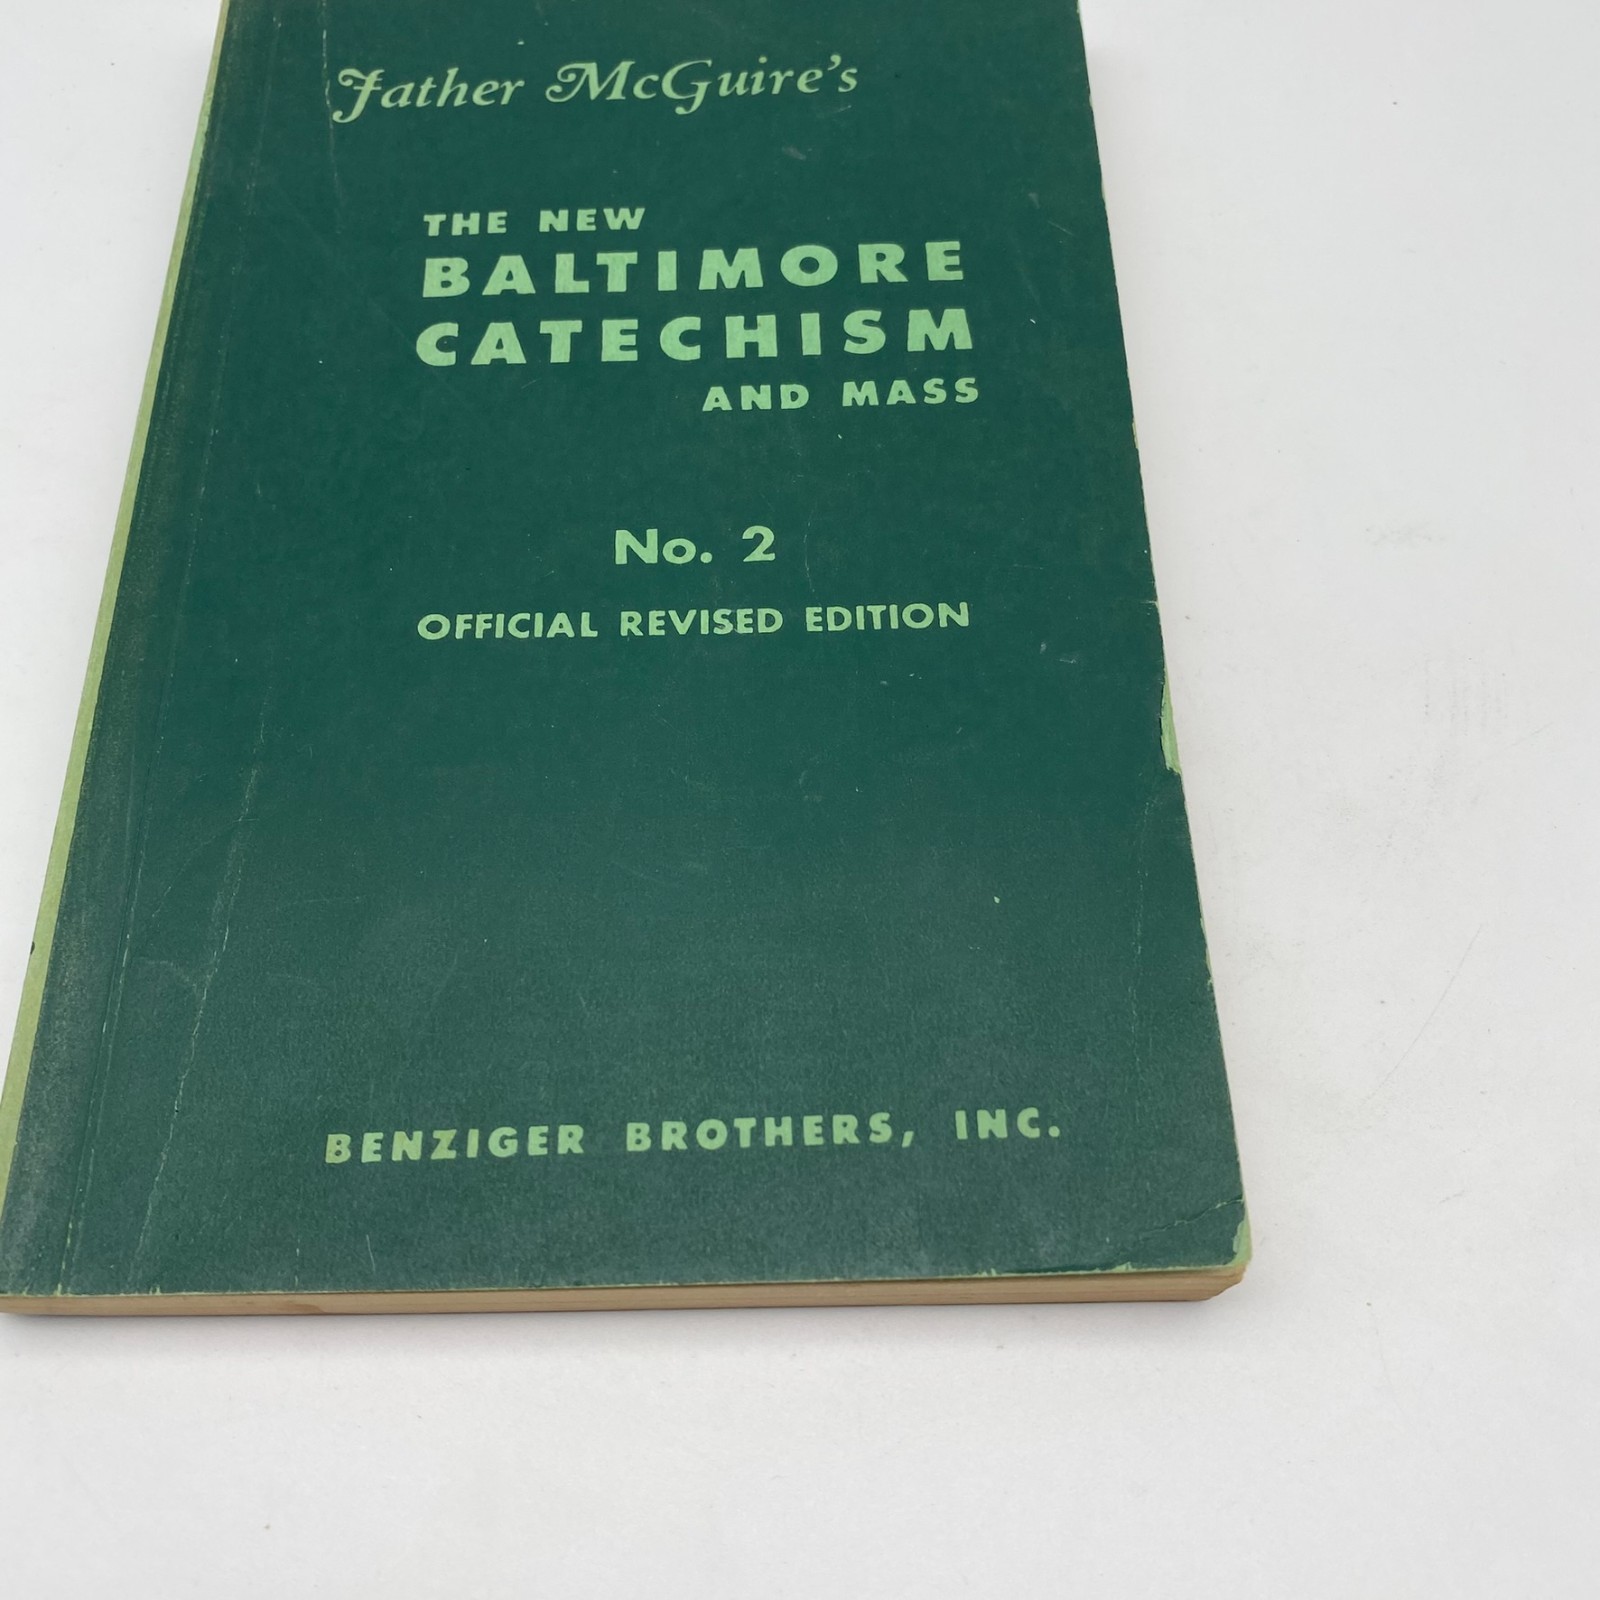 Father McGuire's
THE NEW
BALTIMORE
CATECHISM
AND MASS
No. 2
OFFICIAL REVISED EDITION
BENZIGER BROTHERS, INC.